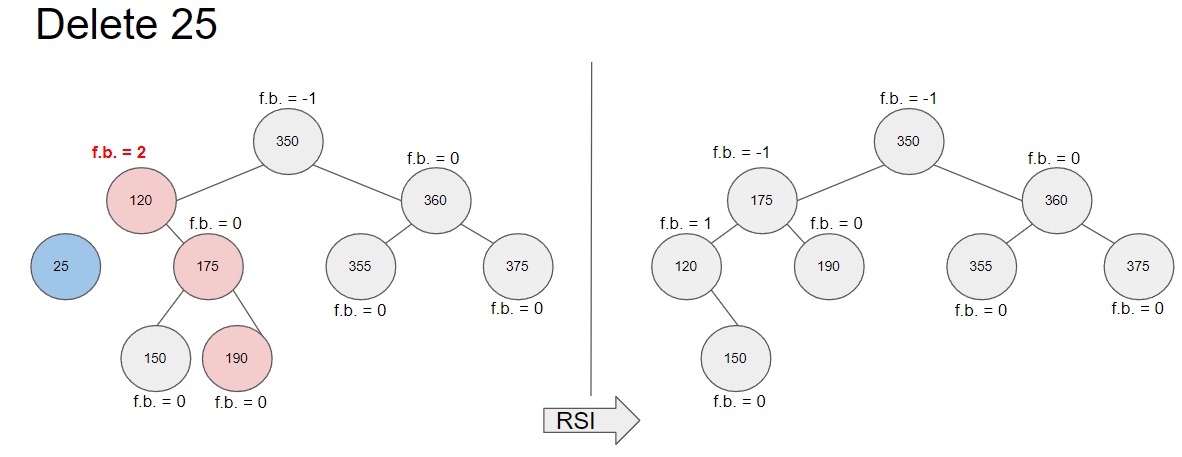 Delete 25
f.b. = -1
350
f.b. = 2
120
f.b. = 0
360
f.b. = 0
25
175
355
375
f.b. = 0
f.b. = 0
150
190
f.b. = 0
f.b. = 0
RSI
f.b. = -1
350
f.b. = -1
175
f.b. = 0
360
f.b. = 1
f.b. = 0
120
190
355
375
f.b. = 0
f.b. = 0
150
f.b. = 0